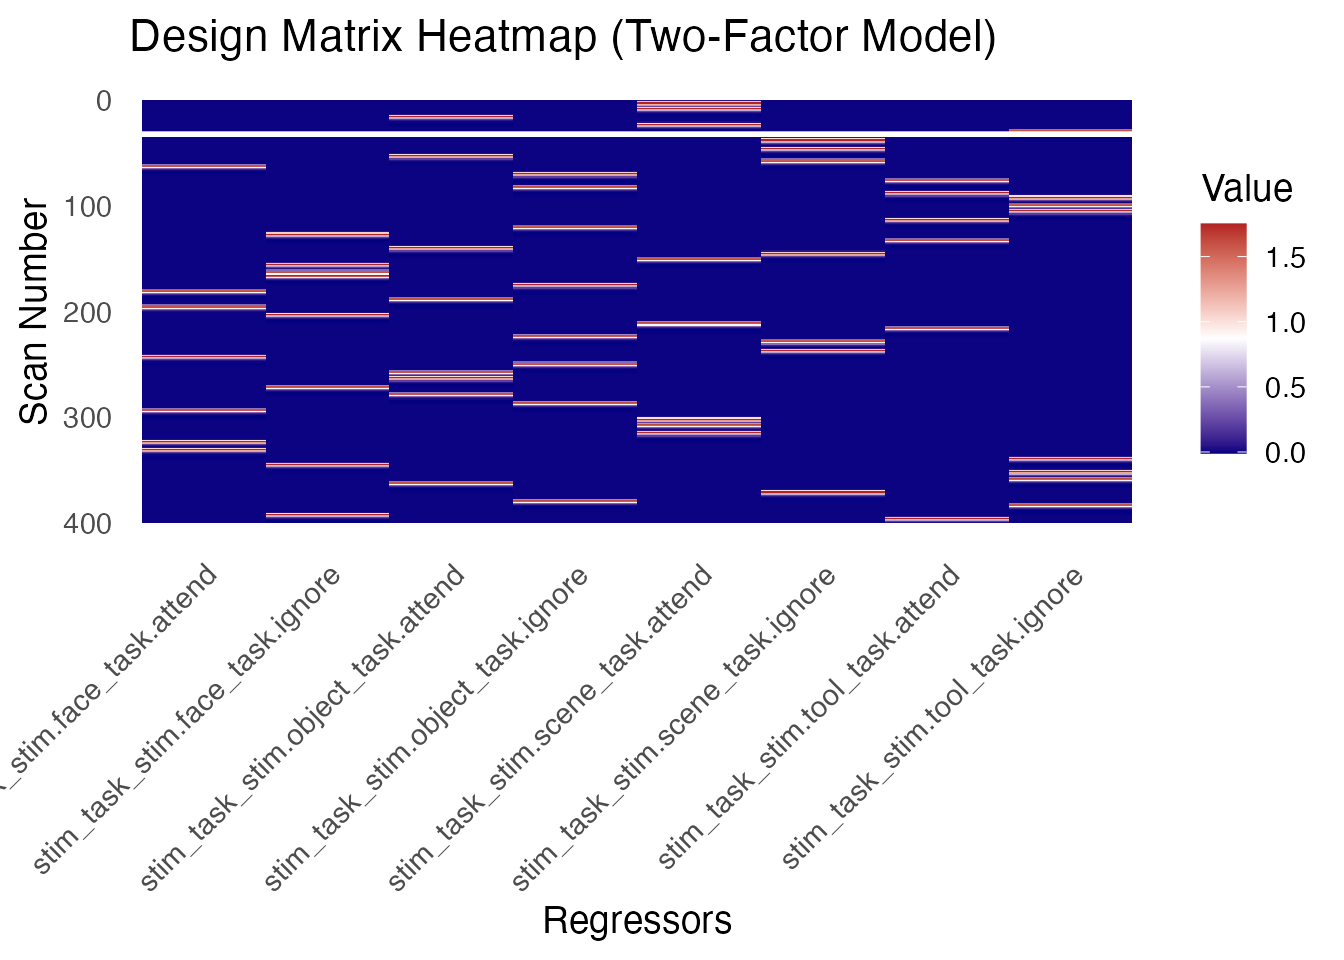 Design Matrix Heatmap (Two-Factor Model)
Scan Number
0
100
200
300
400
Value
1.5
1.0
0.5
0.0
_stim.face_task.attend
stim_task_stim.face_task.ignore
stim_task_stim.object_task.attend
stim_task_stim.object_task.ignore
stim_task_stim.scene_task.attend
stim_task_stim.scene_task.ignore
stim_task_stim.tool_task.attend
stim_task_stim.tool_task.ignore
Regressors